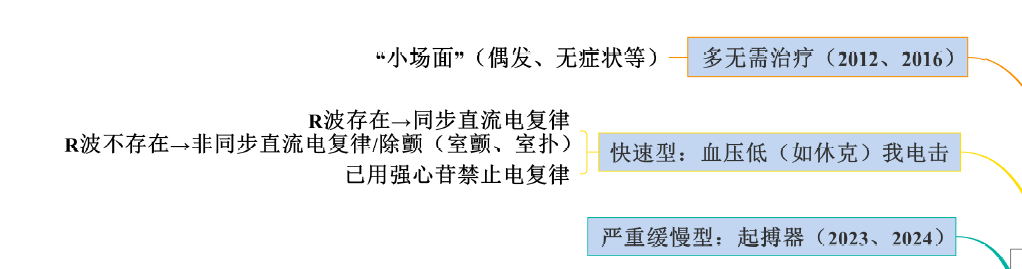 “小场面”（偶发、无症状等）
多无需治疗（2012、2016）
R波存在→同步直流电复律
R波不存在→非同步直流电复律/除颤（室颤、室扑）
已用强心苷禁止电复律
快速型：血压低（如休克）我电击
严重缓慢型：起搏器（2023、2024）